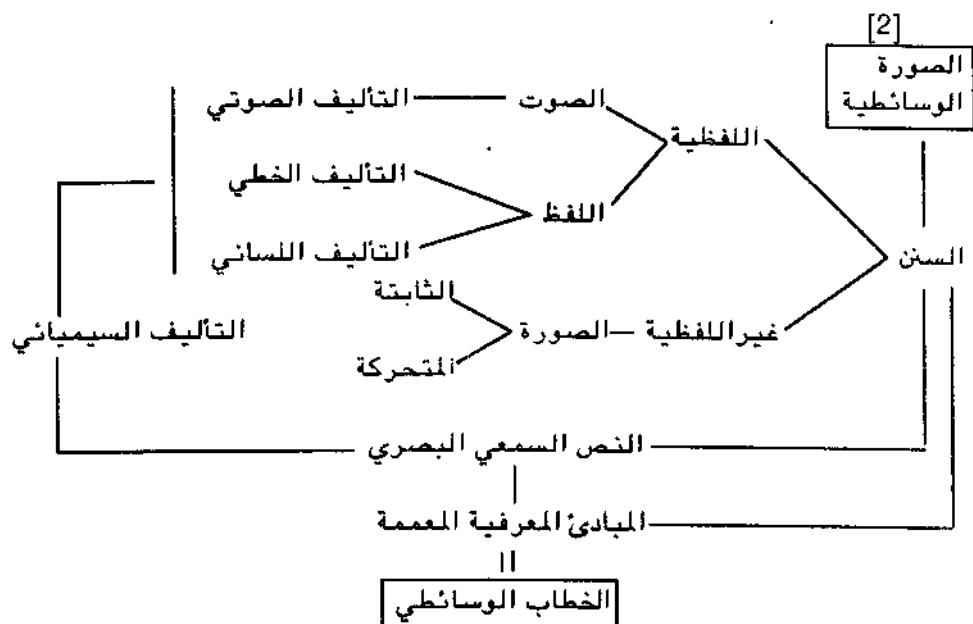 [2]
الصورة
الوسائطية
السنن
اللفظية
الصوت
التأليف الصوتي
اللفظ
التأليف الخطي
التأليف اللساني
غير اللفظية
الصورة
الثابتة
المتحركة
التأليف السيميائي
النص السمعي البصري
المبادئ المعرفية المعممة
الخطاب الوسائطي